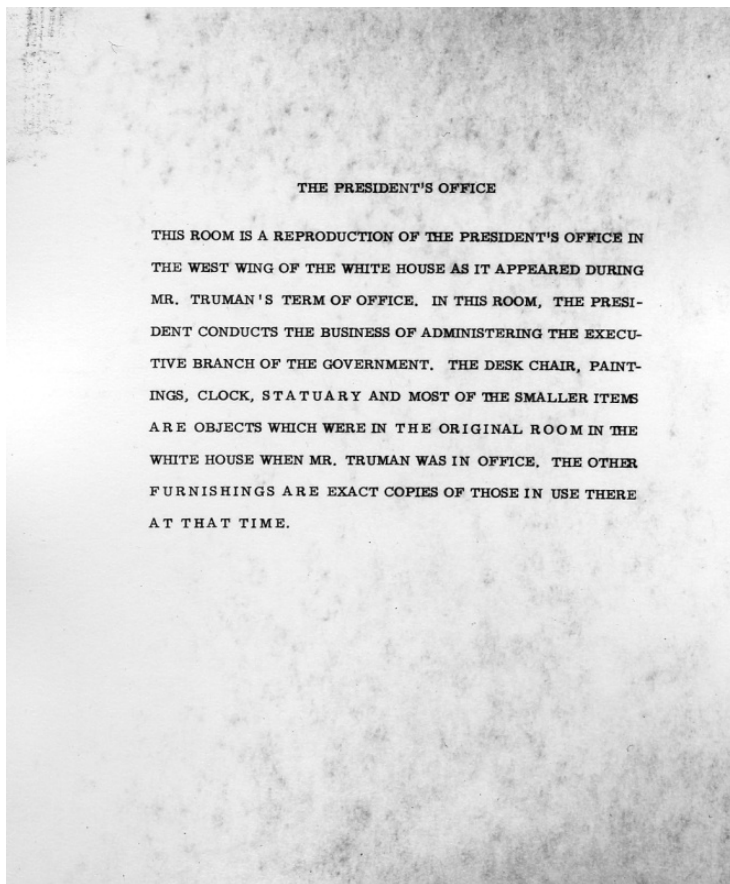 THE PRESIDENT'S OFFICE
THIS ROOM IS A REPRODUCTION OF THE PRESIDENT'S OFFICE IN
THE WEST WING OF THE WHITE HOUSE AS IT APPEARED DURING
MR. TRUMAN'S TERM OF OFFICE. IN THIS ROOM, THE PRESI-
DENT CONDUCTS THE BUSINESS OF ADMINISTERING THE EXECU-
TIVE BRANCH OF THE GOVERNMENT. THE DESK CHAIR, PAINT-
INGS, CLOCK, STATUARY AND MOST OF THE SMALLER ITEMS
ARE OBJECTS WHICH WERE IN THE ORIGINAL ROOM IN THE
WHITE HOUSE WHEN MR. TRUMAN WAS IN OFFICE. THE OTHER
FURNISHINGS ARE EXACT COPIES OF THOSE IN USE THERE
AT THAT TIME.